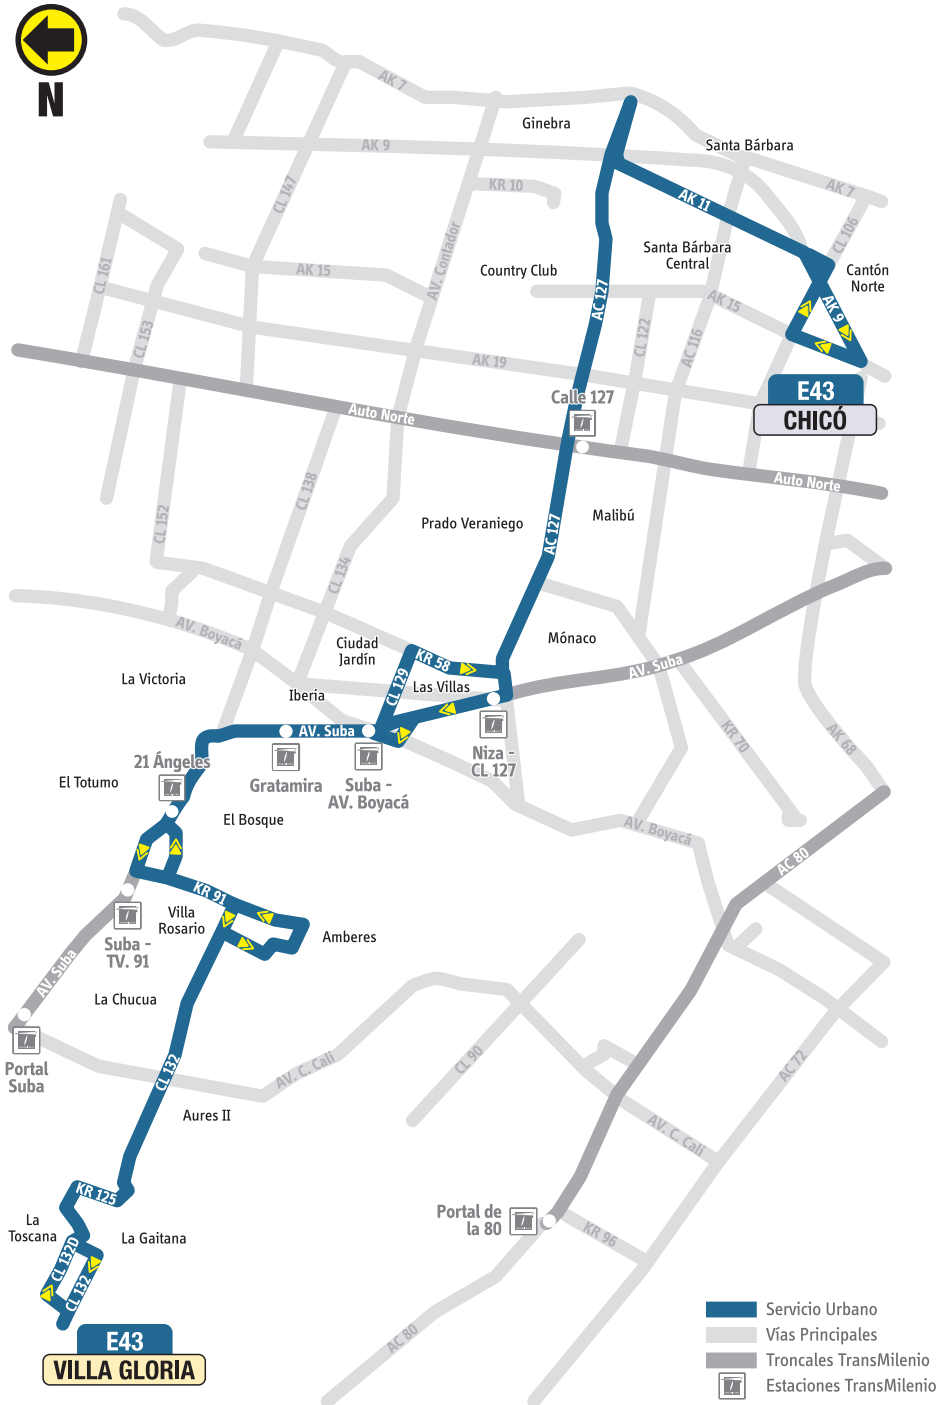 N
AK 7
Ginebra
AK 9
Santa Bárbara
KR 10
CL 147
AK 11
AK 7
CL 106
AV. Contador
Santa Bárbara
Central
Country Club
Cantón
Norte
CL 161
AK 15
AC 127
AK 15
AK 9
CL 153
CL 122
AC 116
AK 19
E43
CHICÓ
Calle 127
Auto Norte
Auto Norte
CL 138
CL 152
Prado Veraniego
Malibú
AC 127
CL 134
AV. Boyacá
Ciudad
Jardín
Mónaco
KR 58
AV. Suba
La Victoria
CL 129
Las Villas
Iberia
AV. Suba
KR 70
AK 68
21 Ángeles
Gratamira
Suba -
AV. Boyacá
Niza -
CL 127
El Totumo
El Bosque
AV. Boyacá
AC 80
KR 91
Villa
Rosario
Amberes
Suba -
TV. 91
AV. Suba
La Chucua
Portal
Suba
AV. C. Cali
CL 90
AC 72
CL 132
Aures II
AV. C. Cali
KR 125
Portal de
la 80
KR 96
La
Toscana
La Gaitana
CL 132D
CL 132
E43
VILLA GLORIA
AC 80
Servicio Urbano
Vías Principales
Troncales TransMilenio
Estaciones TransMilenio